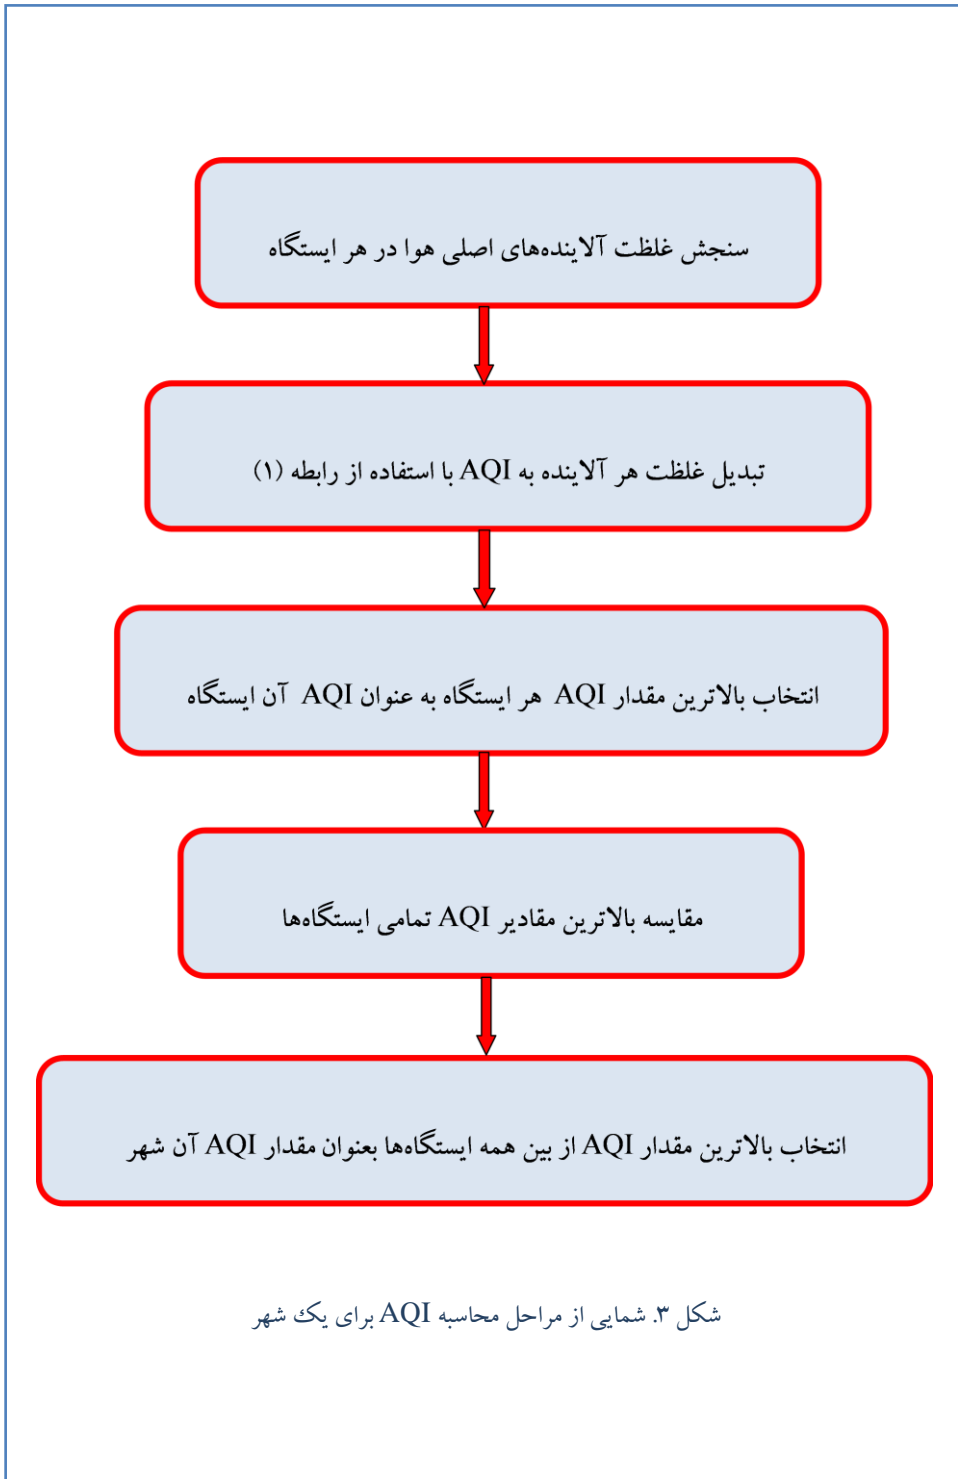 سنجش غلظت آلاینده‌های اصلی هوا در هر ایستگاه
تبدیل غلظت هر آلاینده به AQI با استفاده از رابطه (۱)
انتخاب بالاترین مقدار AQI هر ایستگاه به عنوان AQI آن ایستگاه
مقایسه بالاترین مقادیر AQI تمامی ایستگاه‌ها
انتخاب بالاترین مقدار AQI از بین همه ایستگاه‌ها بعنوان مقدار AQI آن شهر
شکل ۳. شمایی از مراحل محاسبه AQI برای یک شهر